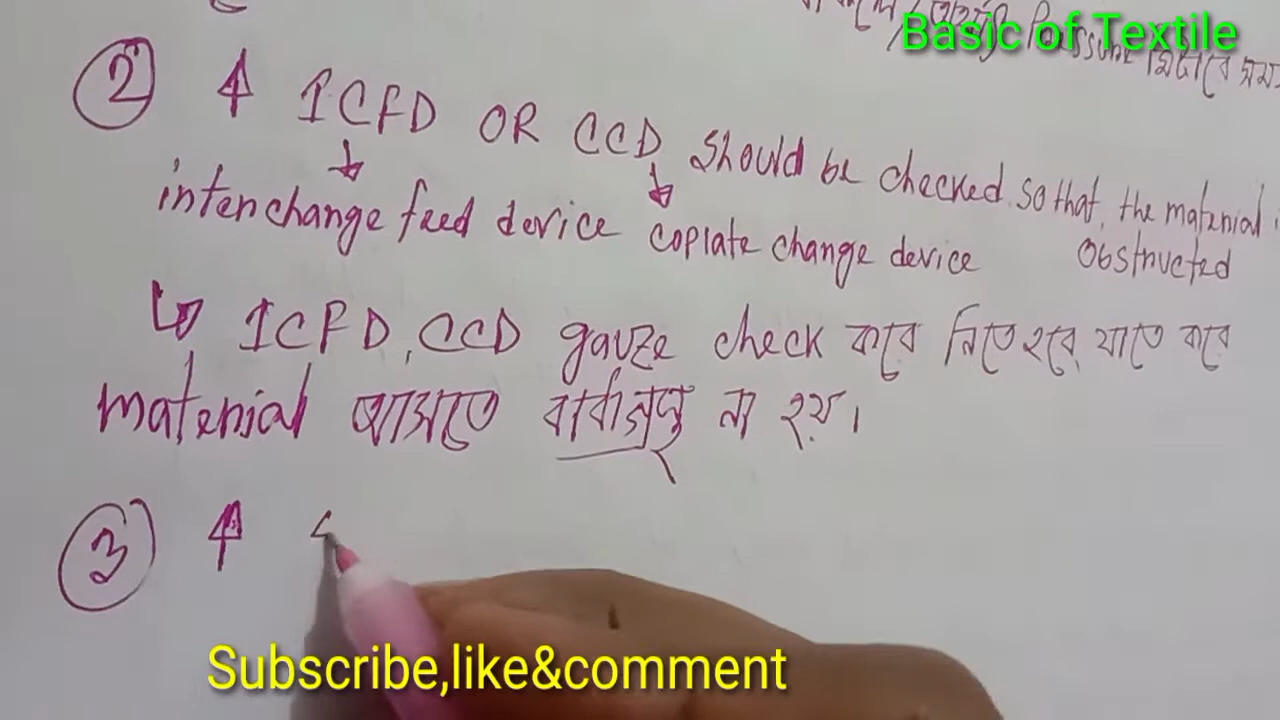 Pressure মিটারে
Basic of Textile
② ICFD OR CCD should be checked. so that, the material
interchange feed device coplate change device obstructed
ICFD, CCD gauze check করে নিতে হবে, যাতে করে
material আসতে বাধাগ্রস্ত না হয়।
③
Subscribe,like&comment